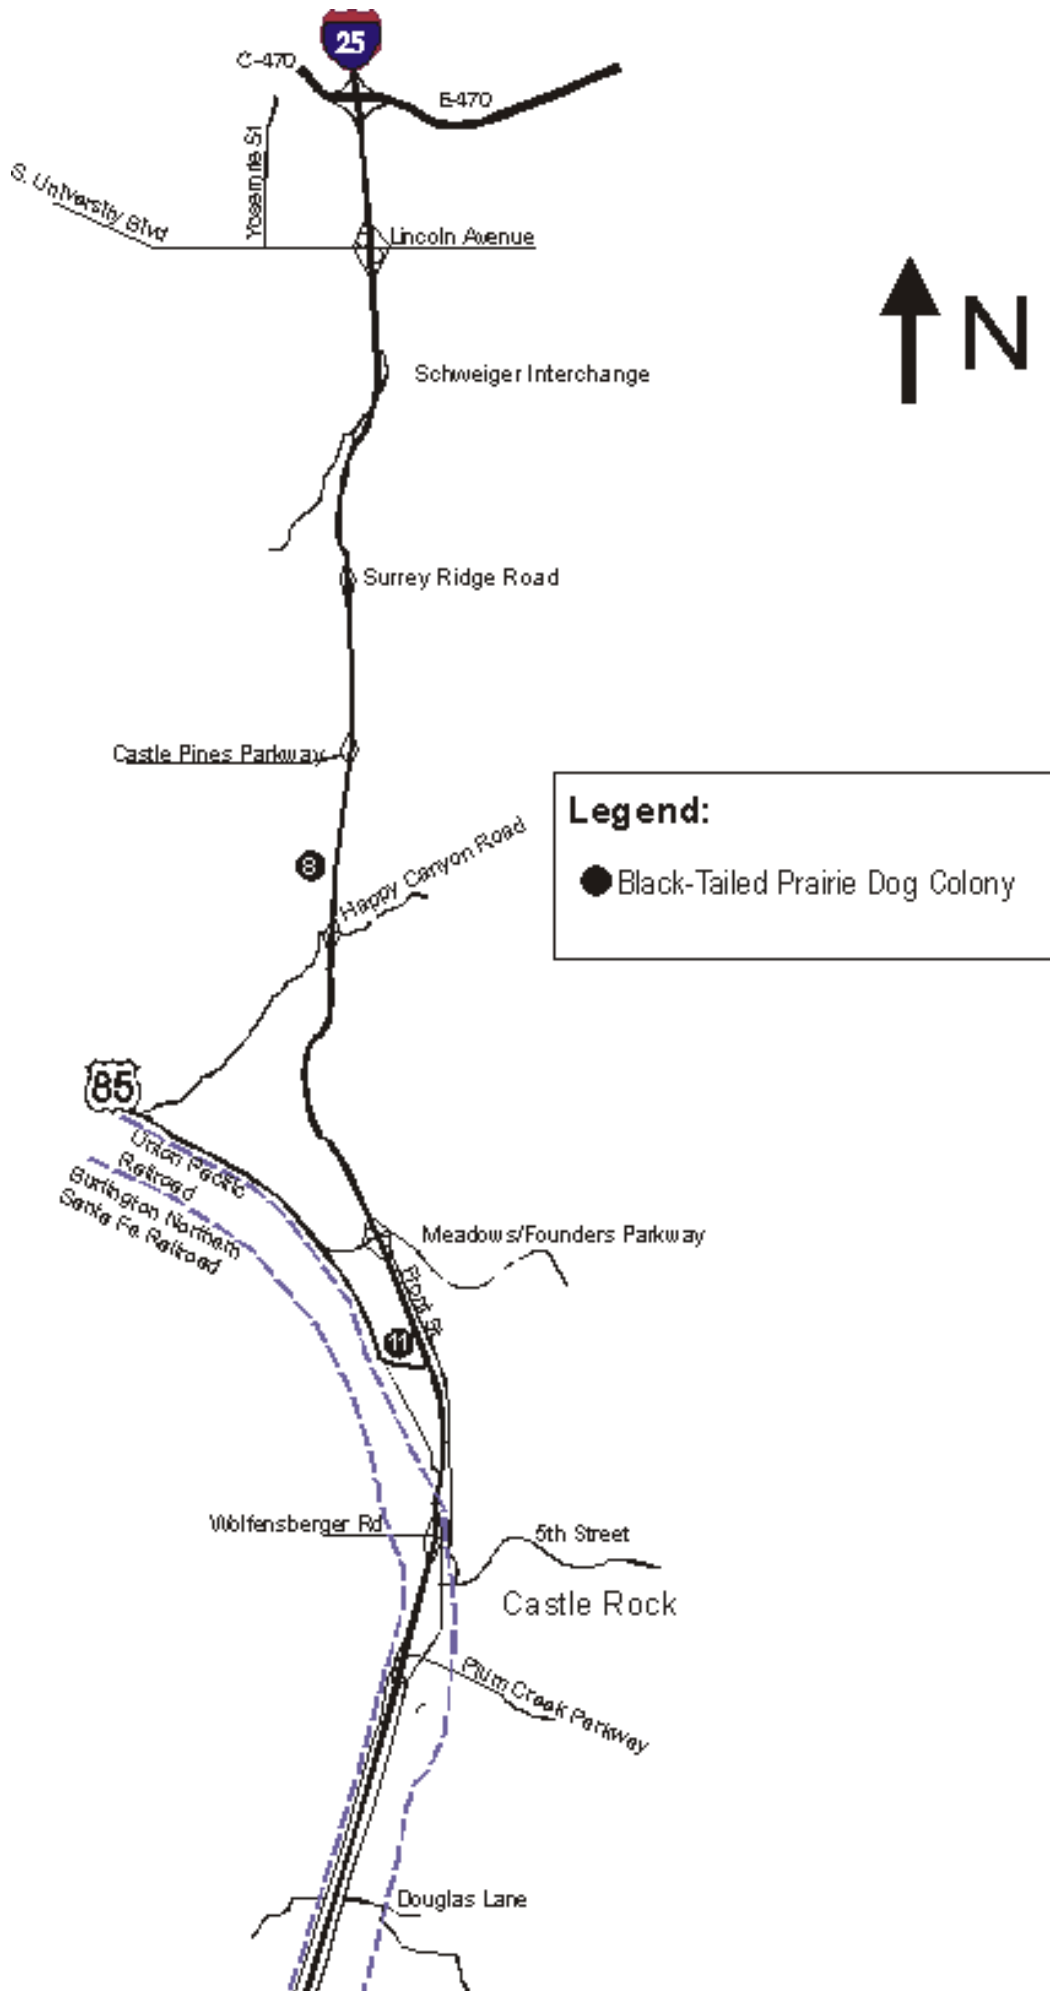 25
C-470
E-470
Yosemite St
S. University Blvd
Lincoln Avenue
N
Schweiger Interchange
Surrey Ridge Road
Castle Pines Parkway
Legend:
Black-Tailed Prairie Dog Colony
8
Happy Canyon Road
85
Union Pacific
Railroad
Burlington Northern
Santa Fe Railroad
Meadows/Founders Parkway
Front St
11
Wolfensberger Rd
5th Street
Castle Rock
Plum Creek Parkway
Douglas Lane